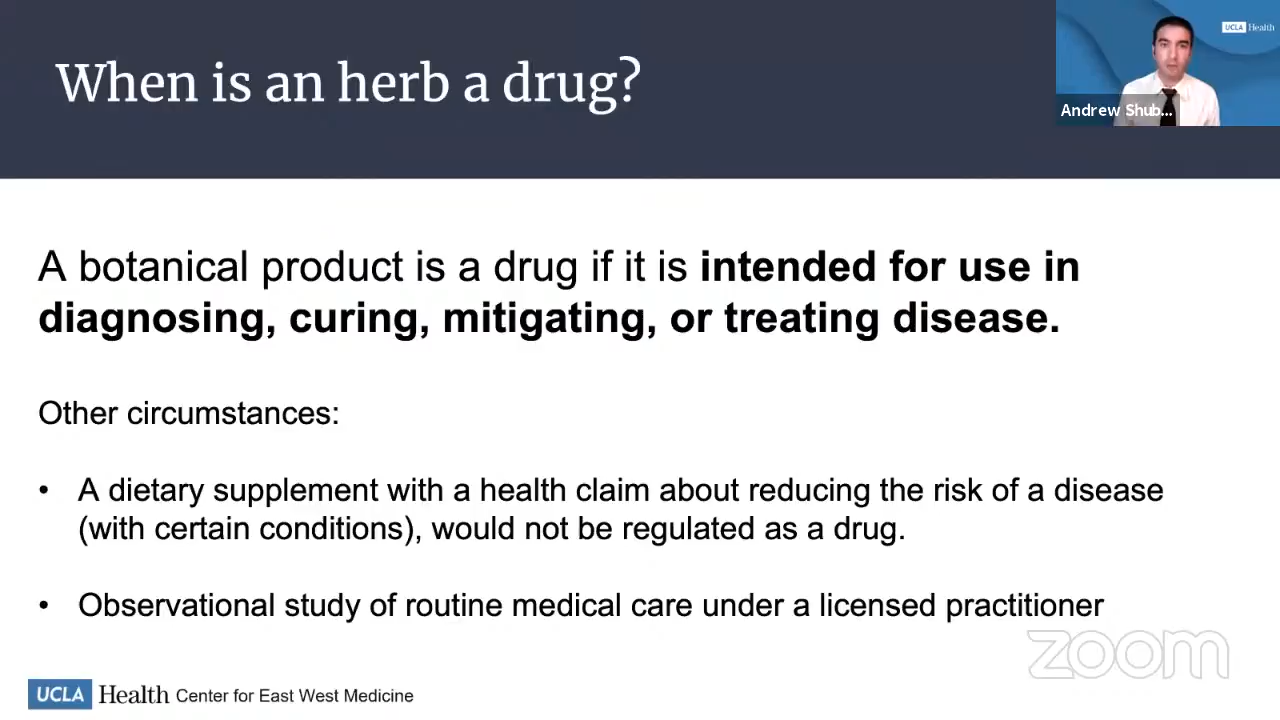 When is an herb a drug?
UCLA Health
Andrew Shub...
A botanical product is a drug if it is intended for use in
diagnosing, curing, mitigating, or treating disease.
Other circumstances:
• A dietary supplement with a health claim about reducing the risk of a disease
(with certain conditions), would not be regulated as a drug.
• Observational study of routine medical care under a licensed practitioner
zoom
UCLA Health Center for East West Medicine